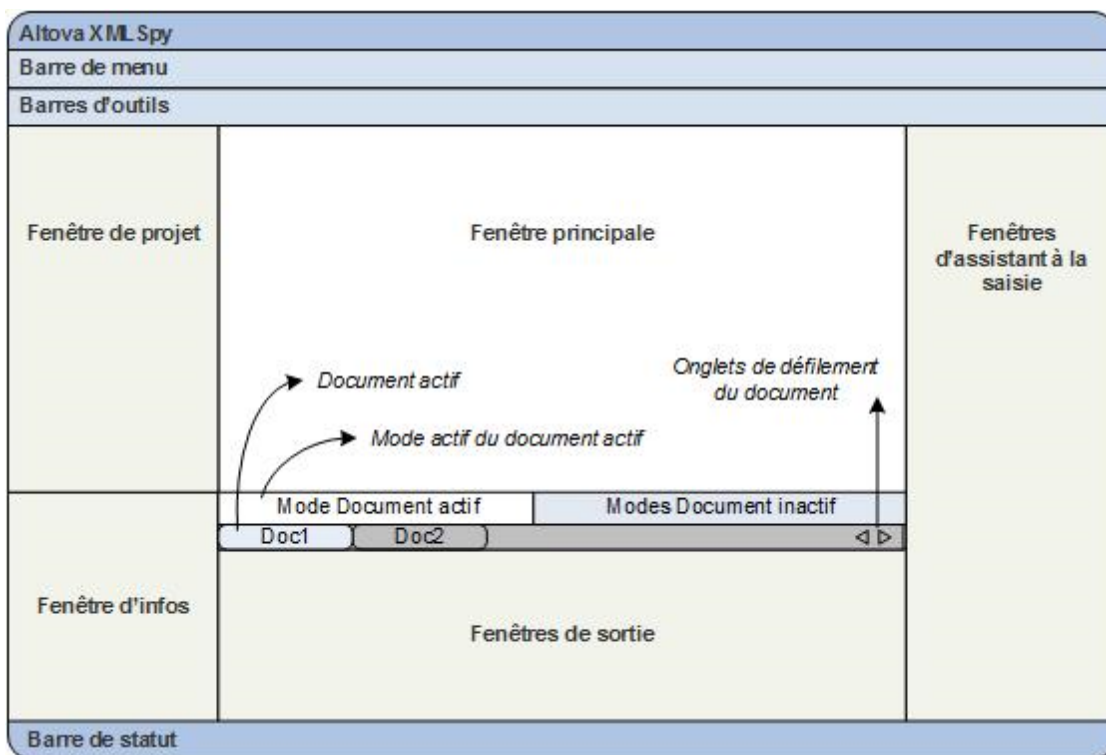 Altova XMLSpy
Barre de menu
Barres d'outils
Fenêtre de projet
Fenêtre principale
Fenêtres
d'assistant à la
saisie
Document actif
Onglets de défilement
du document
Mode actif du document actif
Mode Document actif
Modes Document inactif
Doc1
Doc2
Fenêtre d'infos
Fenêtres de sortie
Barre de statut